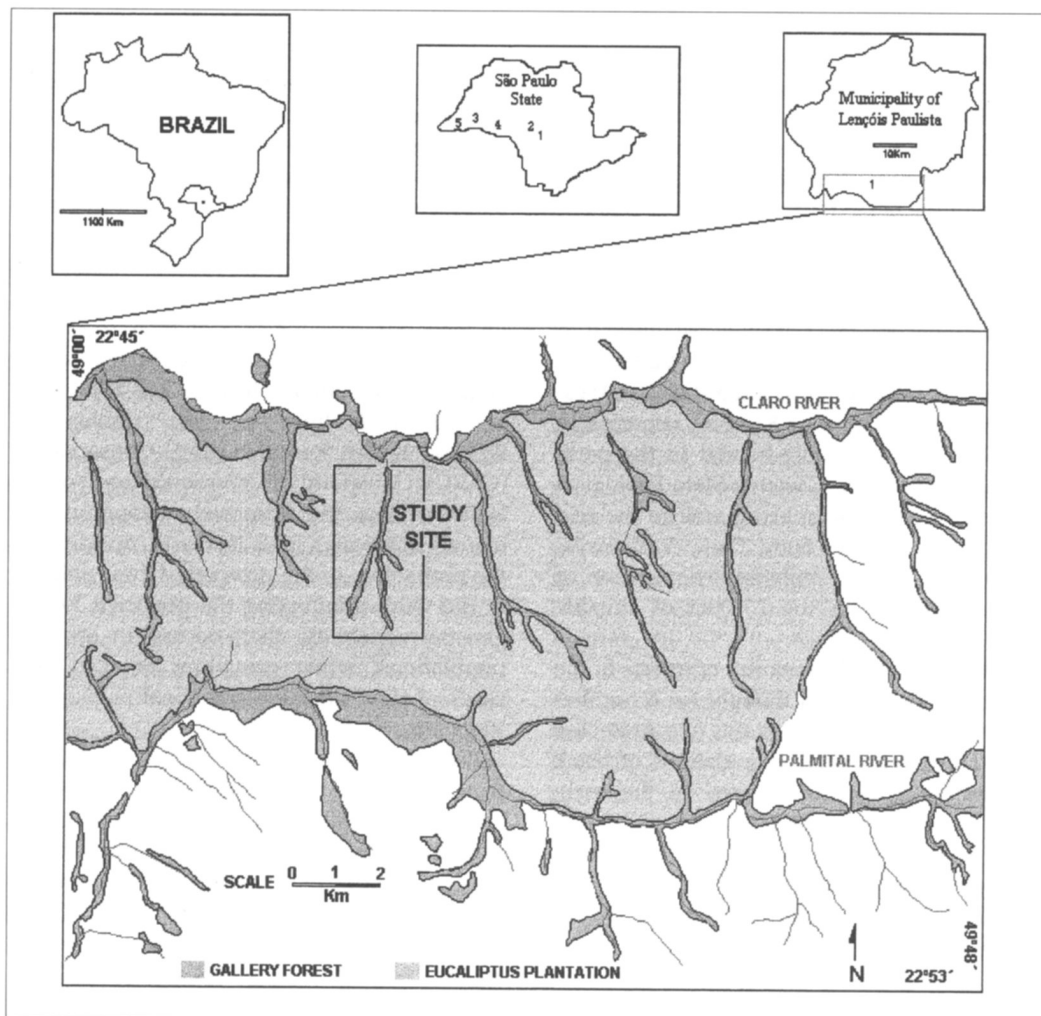 BRAZIL
1100 Km
São Paulo
State
5 3 4 2 1
Municipality of
Lençóis Paulista
10Km
1
49°00´
22°45´
CLARO RIVER
STUDY
SITE
PALMITAL RIVER
SCALE 0 1 2
Km
N
49°48´
22°53´
GALLERY FOREST
EUCALIPTUS PLANTATION